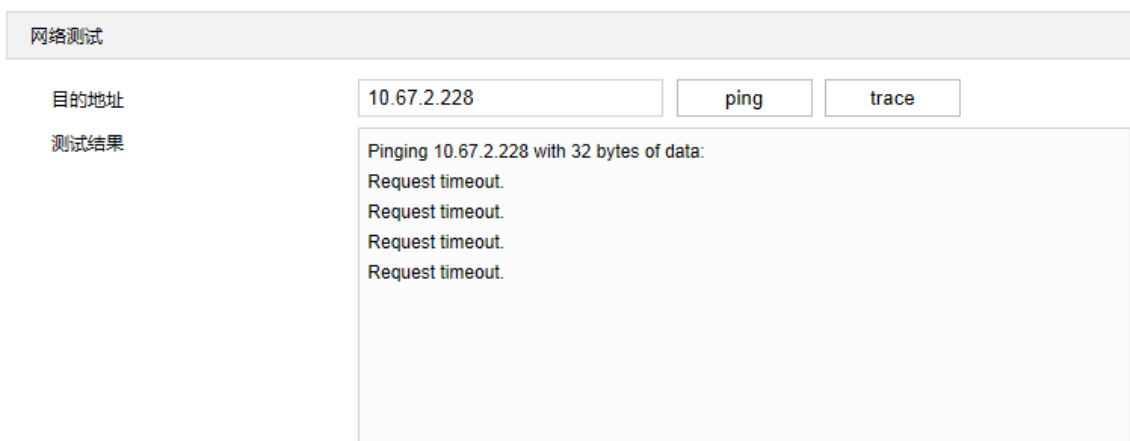 网络测试
目的地址 10.67.2.228 ping trace
测试结果
Pinging 10.67.2.228 with 32 bytes of data:
Request timeout.
Request timeout.
Request timeout.
Request timeout.